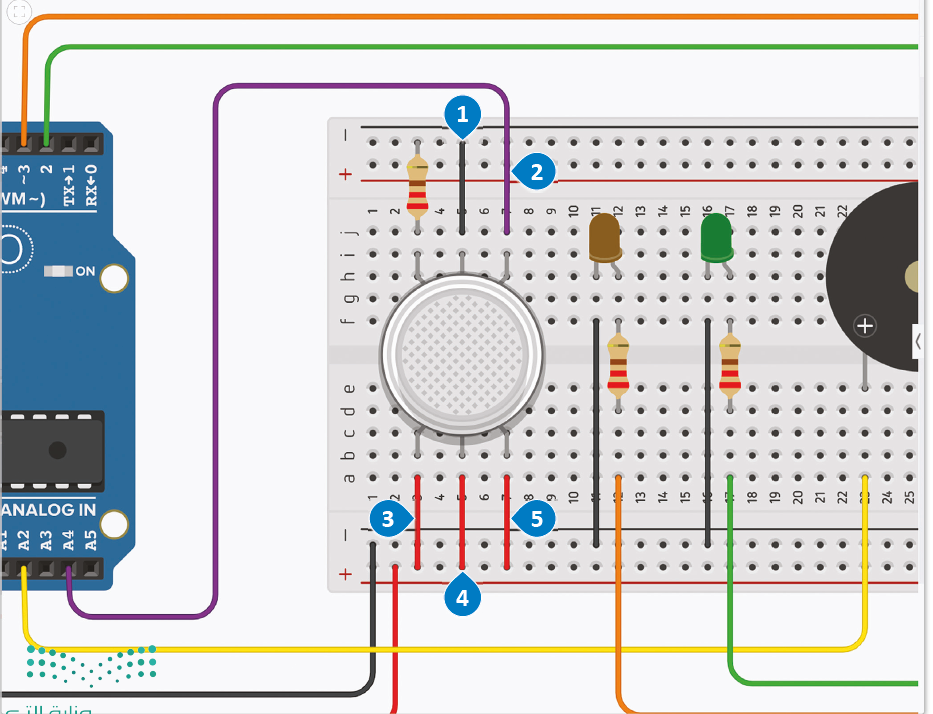 1
−
+
2
4
~3
2
TX→1
RX←0
WM~)
1 2 3 4 5 6 7 8 9 10 11 12 13 14 15 16 17 18 19 20 21 22
j
i
h
g
f
ON
+
e
d
c
b
a
ANALOG IN
A1 A2 A3 A4 A5
1 2 3 4 5 6 7 8 9 10 11 12 13 14 15 16 17 18 19 20 21 22 23 24 25
3
5
−
+
4